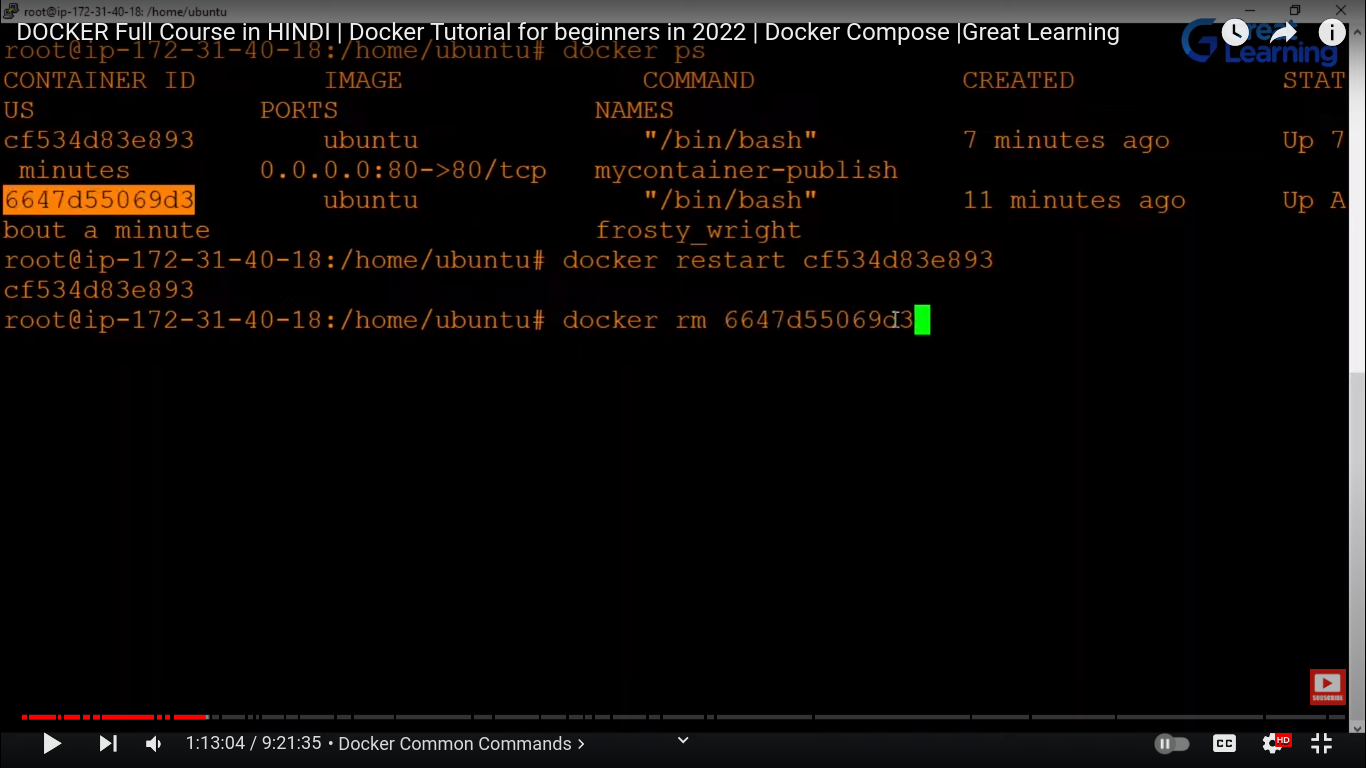 root@ip-172-31-40-18: /home/ubuntu
DOCKER Full Course in HINDI | Docker Tutorial for beginners in 2022 | Docker Compose |Great Learning
Great Learning
root@ip-172-31-40-18:/home/ubuntu# docker ps
CONTAINER ID IMAGE COMMAND CREATED STAT
US PORTS NAMES
cf534d83e893 ubuntu "/bin/bash" 7 minutes ago Up 7
minutes 0.0.0.0:80->80/tcp mycontainer-publish
6647d55069d3 ubuntu "/bin/bash" 11 minutes ago Up A
bout a minute frosty_wright
root@ip-172-31-40-18:/home/ubuntu# docker restart cf534d83e893
cf534d83e893
root@ip-172-31-40-18:/home/ubuntu# docker rm 6647d55069d3
SUBSCRIBE
1:13:04 / 9:21:35 • Docker Common Commands >
CC
HD